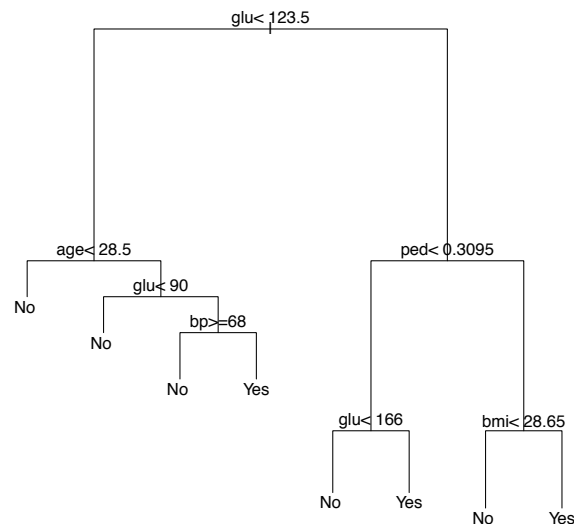 glu< 123.5
age< 28.5
ped< 0.3095
No
glu< 90
No
bp>=68
No
Yes
glu< 166
bmi< 28.65
No
Yes
No
Yes